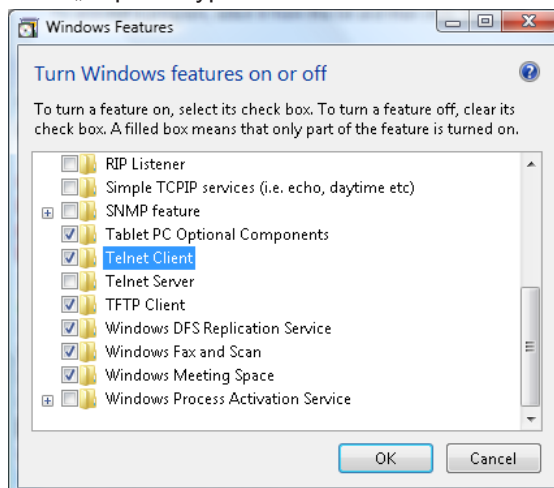 Windows Features
Turn Windows features on or off
To turn a feature on, select its check box. To turn a feature off, clear its
check box. A filled box means that only part of the feature is turned on.
RIP Listener
Simple TCPIP services (i.e. echo, daytime etc)
SNMP feature
Tablet PC Optional Components
Telnet Client
Telnet Server
TFTP Client
Windows DFS Replication Service
Windows Fax and Scan
Windows Meeting Space
Windows Process Activation Service
OK Cancel